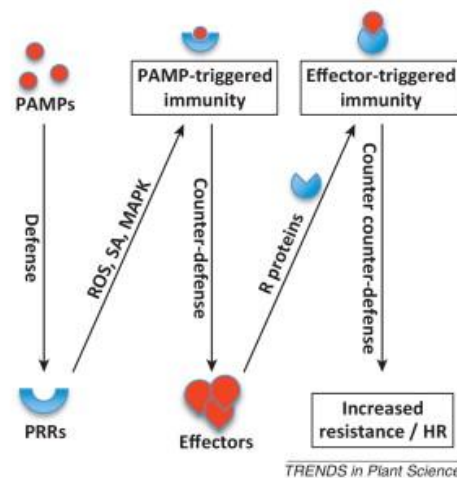 PAMPs
PAMP-triggered
immunity
Effector-triggered
immunity
Defense
ROS, SA, MAPK
Counter-defense
R proteins
Counter counter-defense
PRRs
Effectors
Increased
resistance / HR
TRENDS in Plant Science